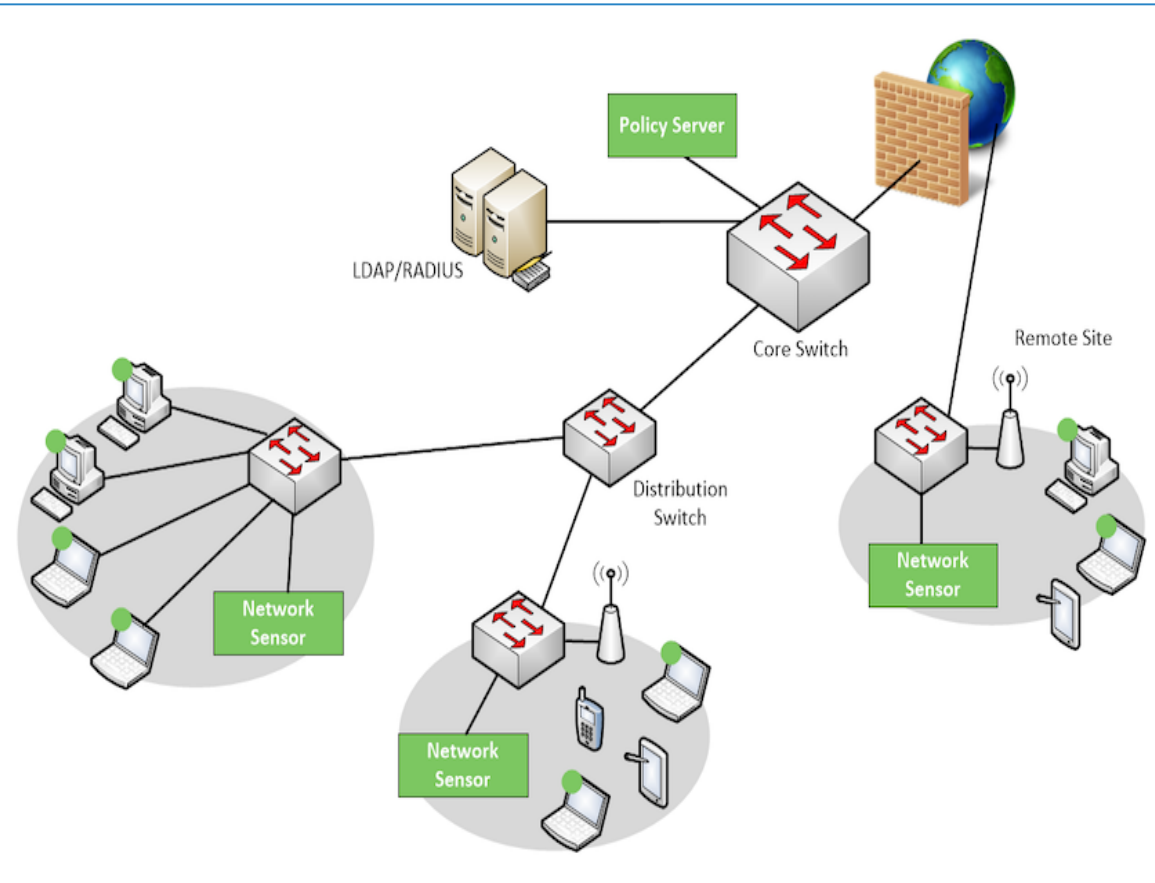 Policy Server
LDAP/RADIUS
Core Switch
Remote Site
Distribution
Switch
Network
Sensor
Network
Sensor
Network
Sensor